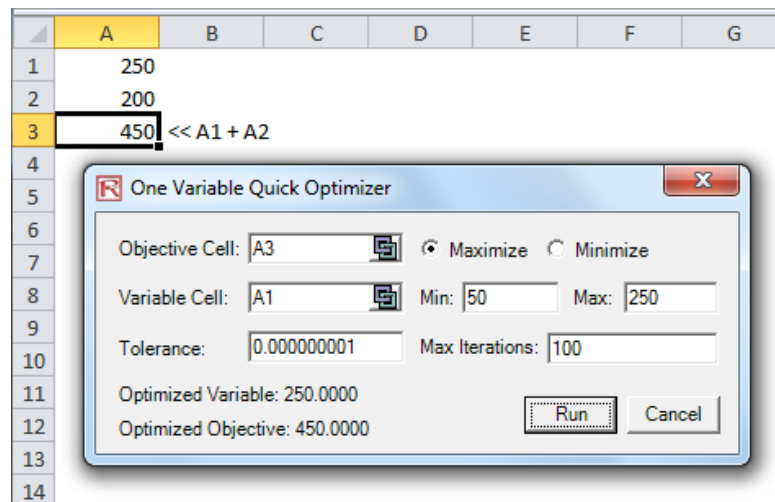 A B C D E F G
1 250
2 200
3 450 << A1 + A2
4
5
6
7
8
9
10
11
12
13
14
R One Variable Quick Optimizer x
Objective Cell: A3 Maximize Minimize
Variable Cell: A1 Min: 50 Max: 250
Tolerance: 0.000000001 Max Iterations: 100
Optimized Variable: 250.0000
Optimized Objective: 450.0000
Run Cancel